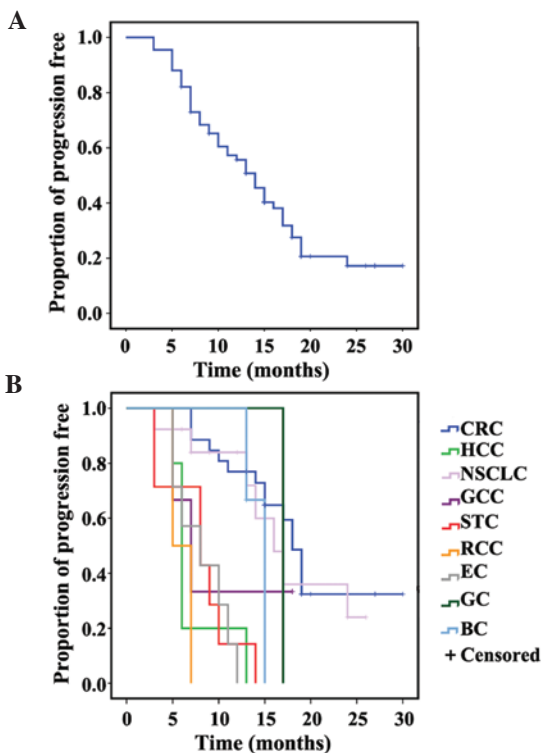 A
Proportion of progression free
1.0
0.8
0.6
0.4
0.2
0.0
0 5 10 15 20 25 30
Time (months)
B
Proportion of progression free
1.0
0.8
0.6
0.4
0.2
0.0
0 5 10 15 20 25 30
Time (months)
CRC
HCC
NSCLC
GCC
STC
RCC
EC
GC
BC
+ Censored